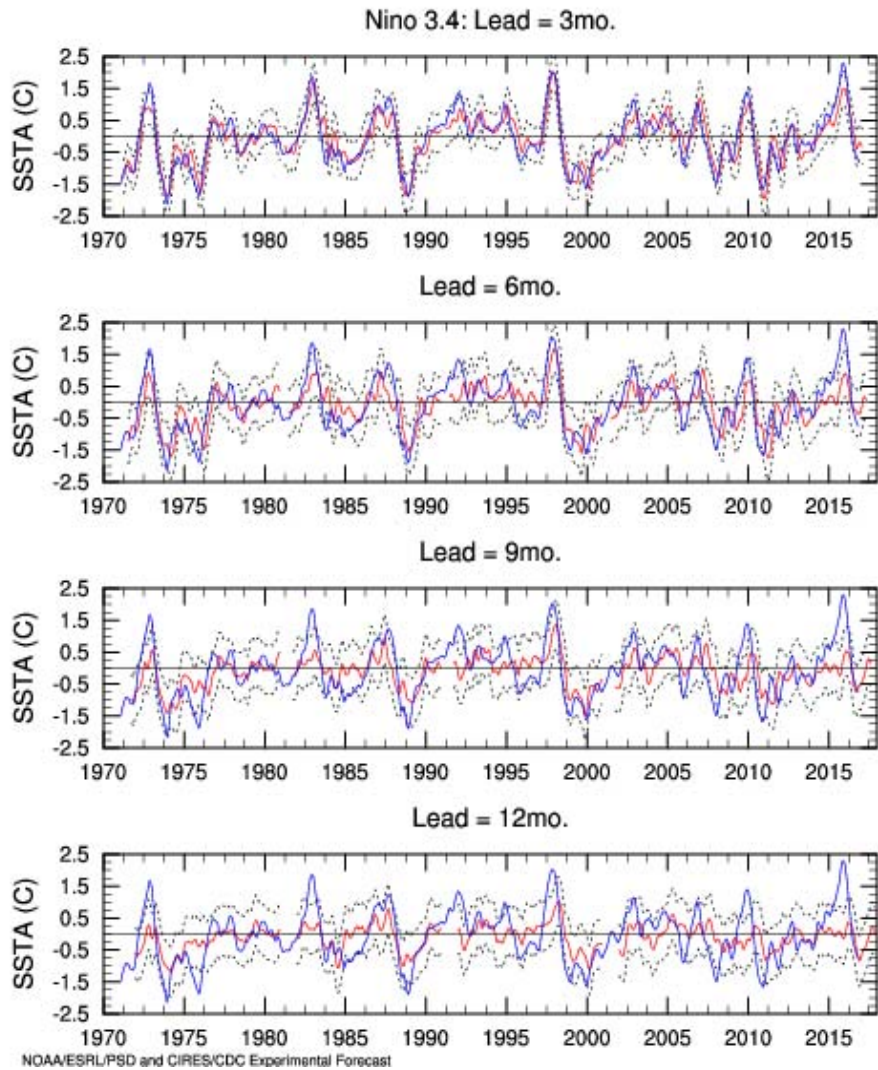 Nino 3.4: Lead = 3mo.
2.5
1.5
0.5
-0.5
-1.5
-2.5
SSTA (C)
1970 1975 1980 1985 1990 1995 2000 2005 2010 2015
Lead = 6mo.
2.5
1.5
0.5
-0.5
-1.5
-2.5
SSTA (C)
1970 1975 1980 1985 1990 1995 2000 2005 2010 2015
Lead = 9mo.
2.5
1.5
0.5
-0.5
-1.5
-2.5
SSTA (C)
1970 1975 1980 1985 1990 1995 2000 2005 2010 2015
Lead = 12mo.
2.5
1.5
0.5
-0.5
-1.5
-2.5
SSTA (C)
1970 1975 1980 1985 1990 1995 2000 2005 2010 2015
NOAA/ESRL/PSD and CIRES/CDC Experimental Forecast